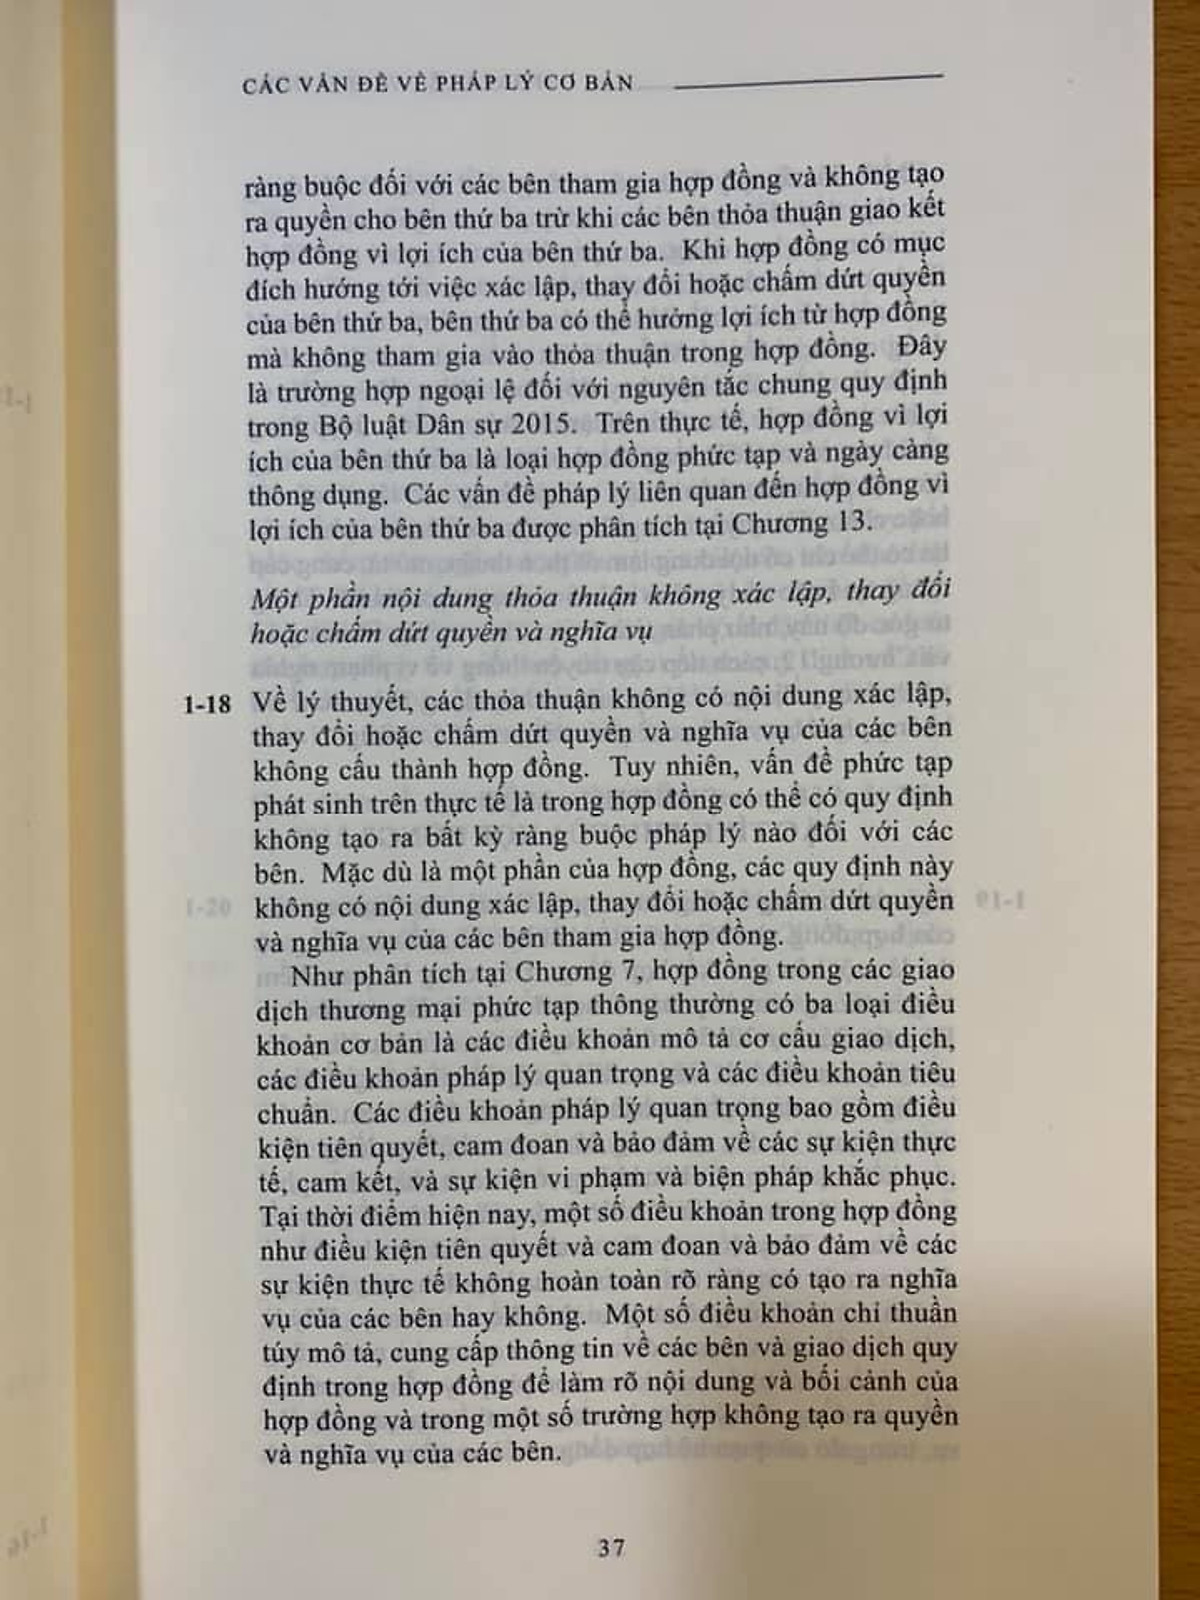 CÁC VẤN ĐỀ VỀ PHÁP LÝ CƠ BẢN
ràng buộc đối với các bên tham gia hợp đồng và không tạo
ra quyền cho bên thứ ba trừ khi các bên thỏa thuận giao kết
hợp đồng vì lợi ích của bên thứ ba. Khi hợp đồng có mục
đích hướng tới việc xác lập, thay đổi hoặc chấm dứt quyền
của bên thứ ba, bên thứ ba có thể hưởng lợi ích từ hợp đồng
mà không tham gia vào thỏa thuận trong hợp đồng. Đây
là trường hợp ngoại lệ đối với nguyên tắc chung quy định
trong Bộ luật Dân sự 2015. Trên thực tế, hợp đồng vì lợi
ích của bên thứ ba là loại hợp đồng phức tạp và ngày càng
thông dụng. Các vấn đề pháp lý liên quan đến hợp đồng vì
lợi ích của bên thứ ba được phân tích tại Chương 13.
Một phần nội dung thỏa thuận không xác lập, thay đổi
hoặc chấm dứt quyền và nghĩa vụ
1-18 Về lý thuyết, các thỏa thuận không có nội dung xác lập,
thay đổi hoặc chấm dứt quyền và nghĩa vụ của các bên
không cấu thành hợp đồng. Tuy nhiên, vấn đề phức tạp
phát sinh trên thực tế là trong hợp đồng có thể có quy định
không tạo ra bất kỳ ràng buộc pháp lý nào đối với các
bên. Mặc dù là một phần của hợp đồng, các quy định này
không có nội dung xác lập, thay đổi hoặc chấm dứt quyền
và nghĩa vụ của các bên tham gia hợp đồng.
Như phân tích tại Chương 7, hợp đồng trong các giao
dịch thương mại phức tạp thông thường có ba loại điều
khoản cơ bản là các điều khoản mô tả cơ cấu giao dịch,
các điều khoản pháp lý quan trọng và các điều khoản tiêu
chuẩn. Các điều khoản pháp lý quan trọng bao gồm điều
kiện tiên quyết, cam đoan và bảo đảm về các sự kiện thực
tế, cam kết, và sự kiện vi phạm và biện pháp khắc phục.
Tại thời điểm hiện nay, một số điều khoản trong hợp đồng
như điều kiện tiên quyết và cam đoan và bảo đảm về các
sự kiện thực tế không hoàn toàn rõ ràng có tạo ra nghĩa
vụ của các bên hay không. Một số điều khoản chỉ thuần
túy mô tả, cung cấp thông tin về các bên và giao dịch quy
định trong hợp đồng để làm rõ nội dung và bối cảnh của
hợp đồng và trong một số trường hợp không tạo ra quyền
và nghĩa vụ của các bên.
37